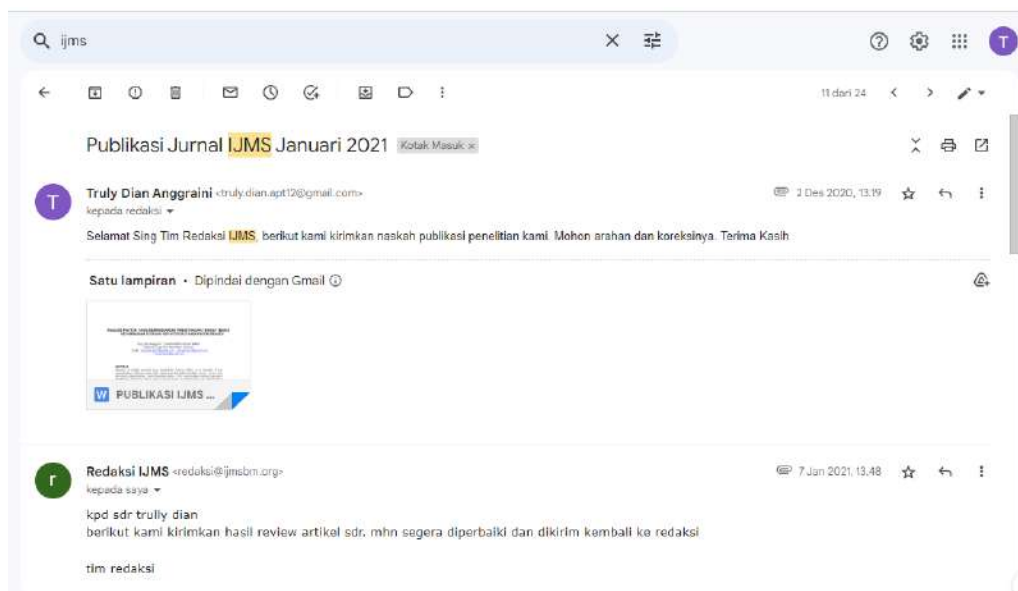 ijms
T
11 dari 24
Publikasi Jurnal IJMS Januari 2021 Kotak Masuk ×
T
Truly Dian Anggraini <truly.dian.apt12@gmail.com> 2 Des 2020, 13.19
kepada redaksi
Selamat Sing Tim Redaksi IJMS, berikut kami kirimkan naskah publikasi penelitian kami. Mohon arahan dan koreksinya. Terima Kasih
Satu lampiran • Dipindai dengan Gmail
W PUBLIKASI IJMS ...
r
Redaksi IJMS <redaksi@ijmsbm.org> 7 Jan 2021, 13.48
kepada saya
kpd sdr trully dian
berikut kami kirimkan hasil review artikel sdr. mhn segera diperbaiki dan dikirim kembali ke redaksi
tim redaksi